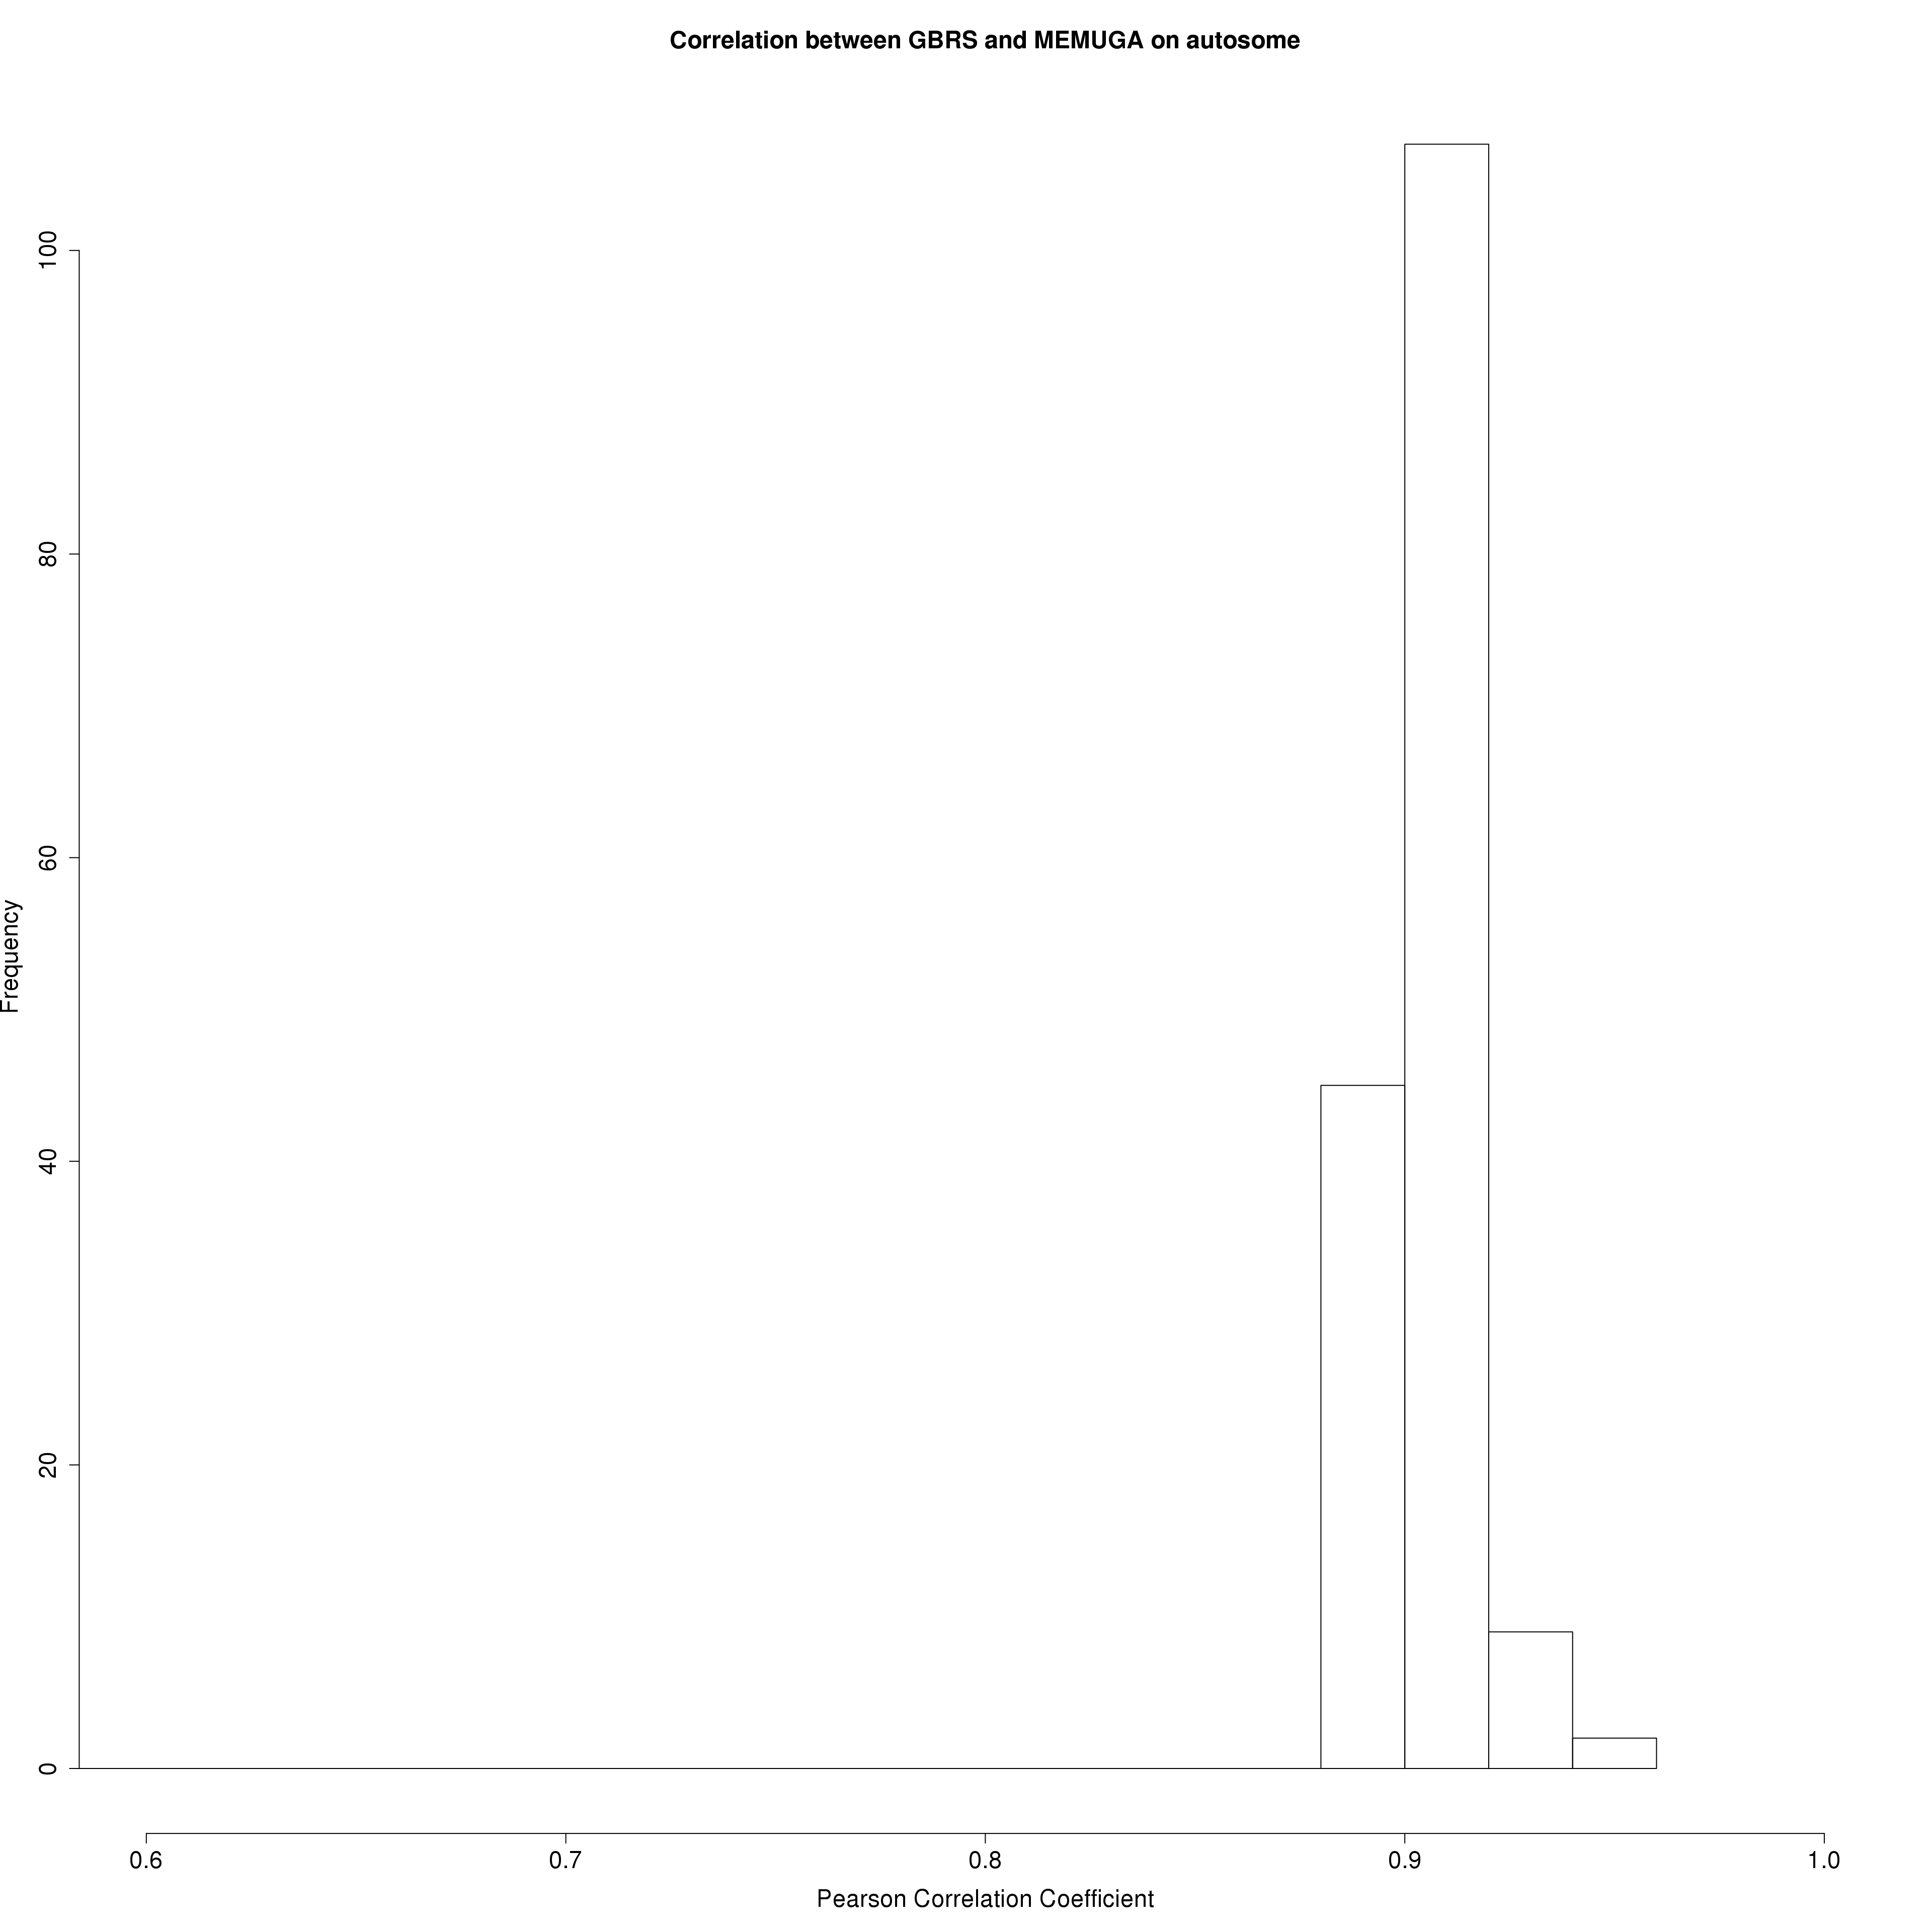 Correlation between GBRS and MEMUGA on autosome
100
80
60
40
20
0
Frequency
0.6 0.7 0.8 0.9 1.0
Pearson Correlation Coefficient